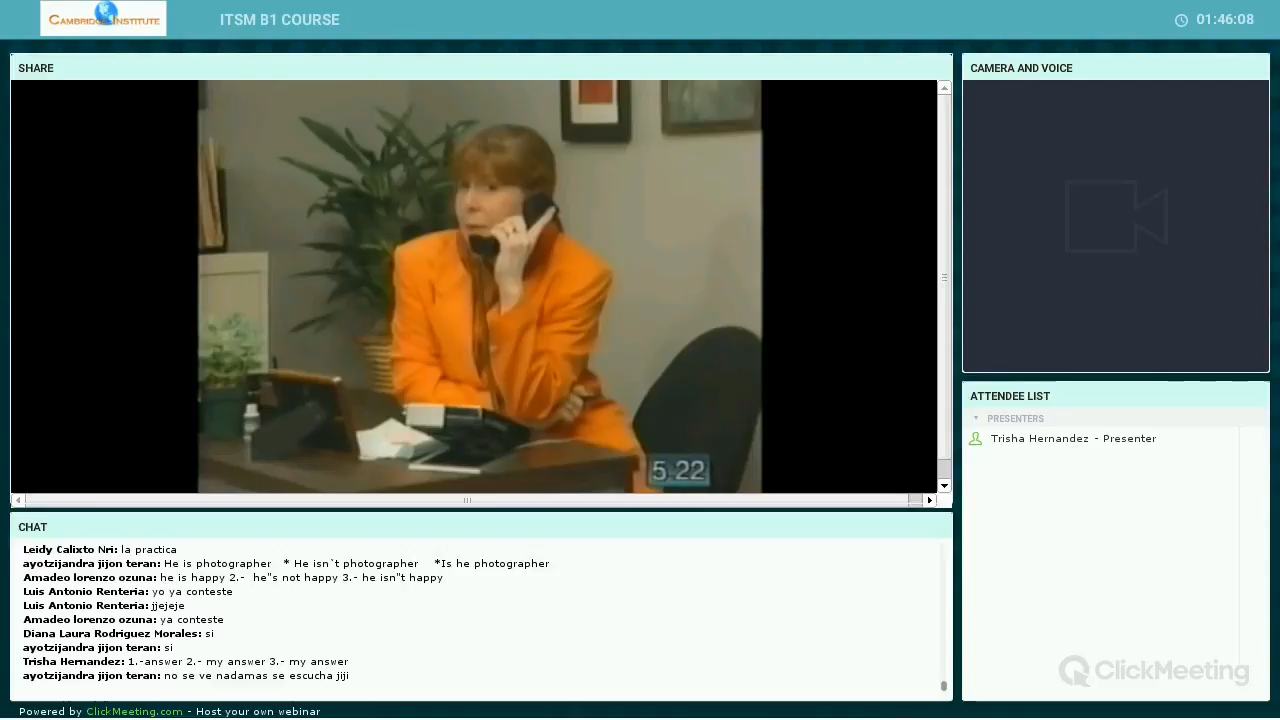 CAMBRIDGE INSTITUTE
ITSM B1 COURSE
01:46:08
SHARE
5.22
CAMERA AND VOICE
ATTENDEE LIST
PRESENTERS
Trisha Hernandez - Presenter
CHAT
Leidy Calixto Nri: la practica
ayotzijandra jijon teran: He is photographer * He isn`t photographer *Is he photographer
Amadeo lorenzo ozuna: he is happy 2.- he"s not happy 3.- he isn"t happy
Luis Antonio Renteria: yo ya conteste
Luis Antonio Renteria: jjejeje
Amadeo lorenzo ozuna: ya conteste
Diana Laura Rodriguez Morales: si
ayotzijandra jijon teran: si
Trisha Hernandez: 1.-answer 2.- my answer 3.- my answer
ayotzijandra jijon teran: no se ve nadamas se escucha jiji
ClickMeeting
Powered by ClickMeeting.com - Host your own webinar